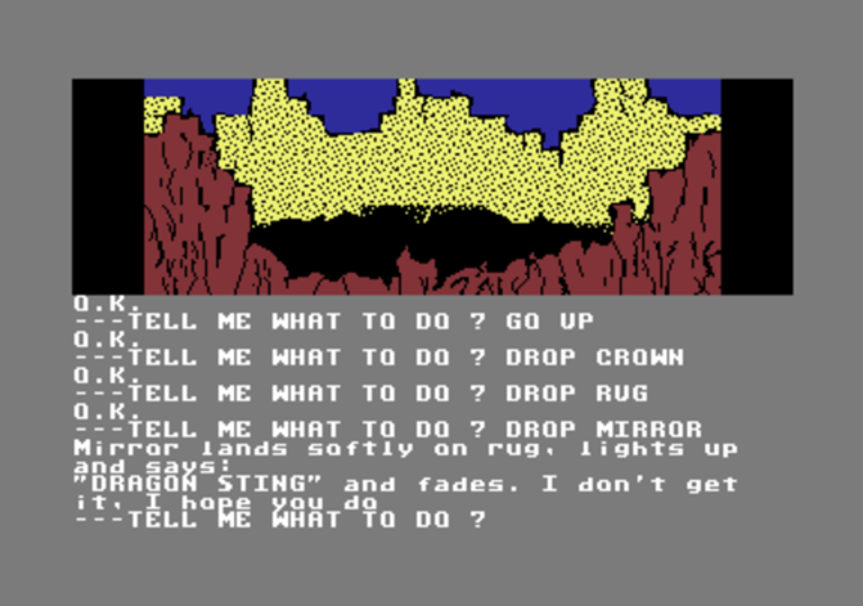 O.K.
---TELL ME WHAT TO DO ? GO UP
O.K.
---TELL ME WHAT TO DO ? DROP CROWN
O.K.
---TELL ME WHAT TO DO ? DROP RUG
O.K.
---TELL ME WHAT TO DO ? DROP MIRROR
Mirror lands softly on rug, lights up
and says:
"DRAGON STING" and fades. I don't get
it, I hope you do
---TELL ME WHAT TO DO ?